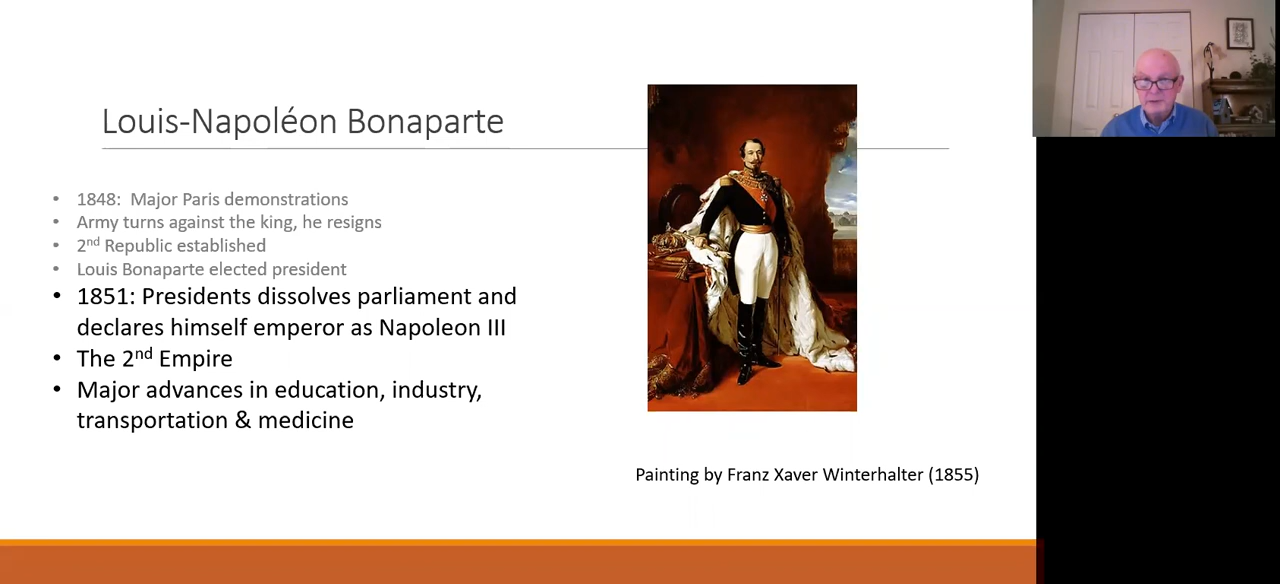 Louis-Napoléon Bonaparte
• 1848: Major Paris demonstrations
• Army turns against the king, he resigns
• 2nd Republic established
• Louis Bonaparte elected president
• 1851: Presidents dissolves parliament and
declares himself emperor as Napoleon III
• The 2nd Empire
• Major advances in education, industry,
transportation & medicine
Painting by Franz Xaver Winterhalter (1855)